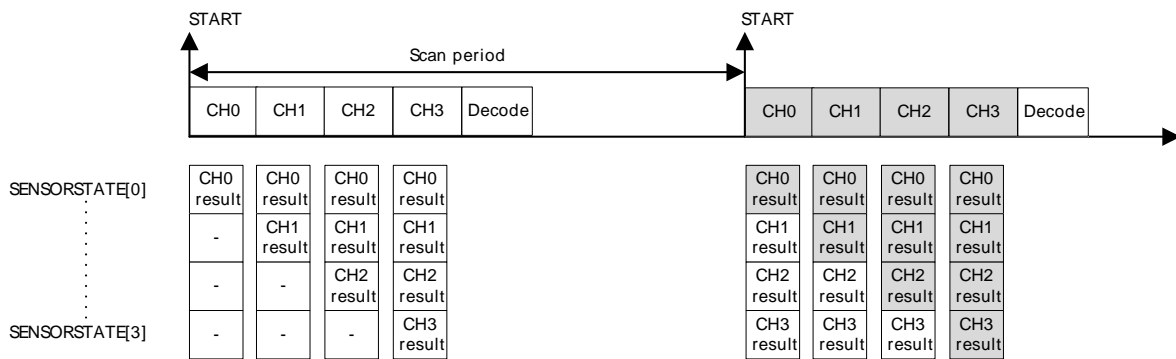 START START
Scan period
CH0 CH1 CH2 CH3 Decode CH0 CH1 CH2 CH3 Decode
SENSORSTATE[0]
CH0 result CH0 result CH0 result CH0 result CH0 result CH0 result CH0 result CH0 result
- CH1 result CH1 result CH1 result CH1 result CH1 result CH1 result CH1 result
- - CH2 result CH2 result CH2 result CH2 result CH2 result CH2 result
SENSORSTATE[3]
- - - CH3 result CH3 result CH3 result CH3 result CH3 result